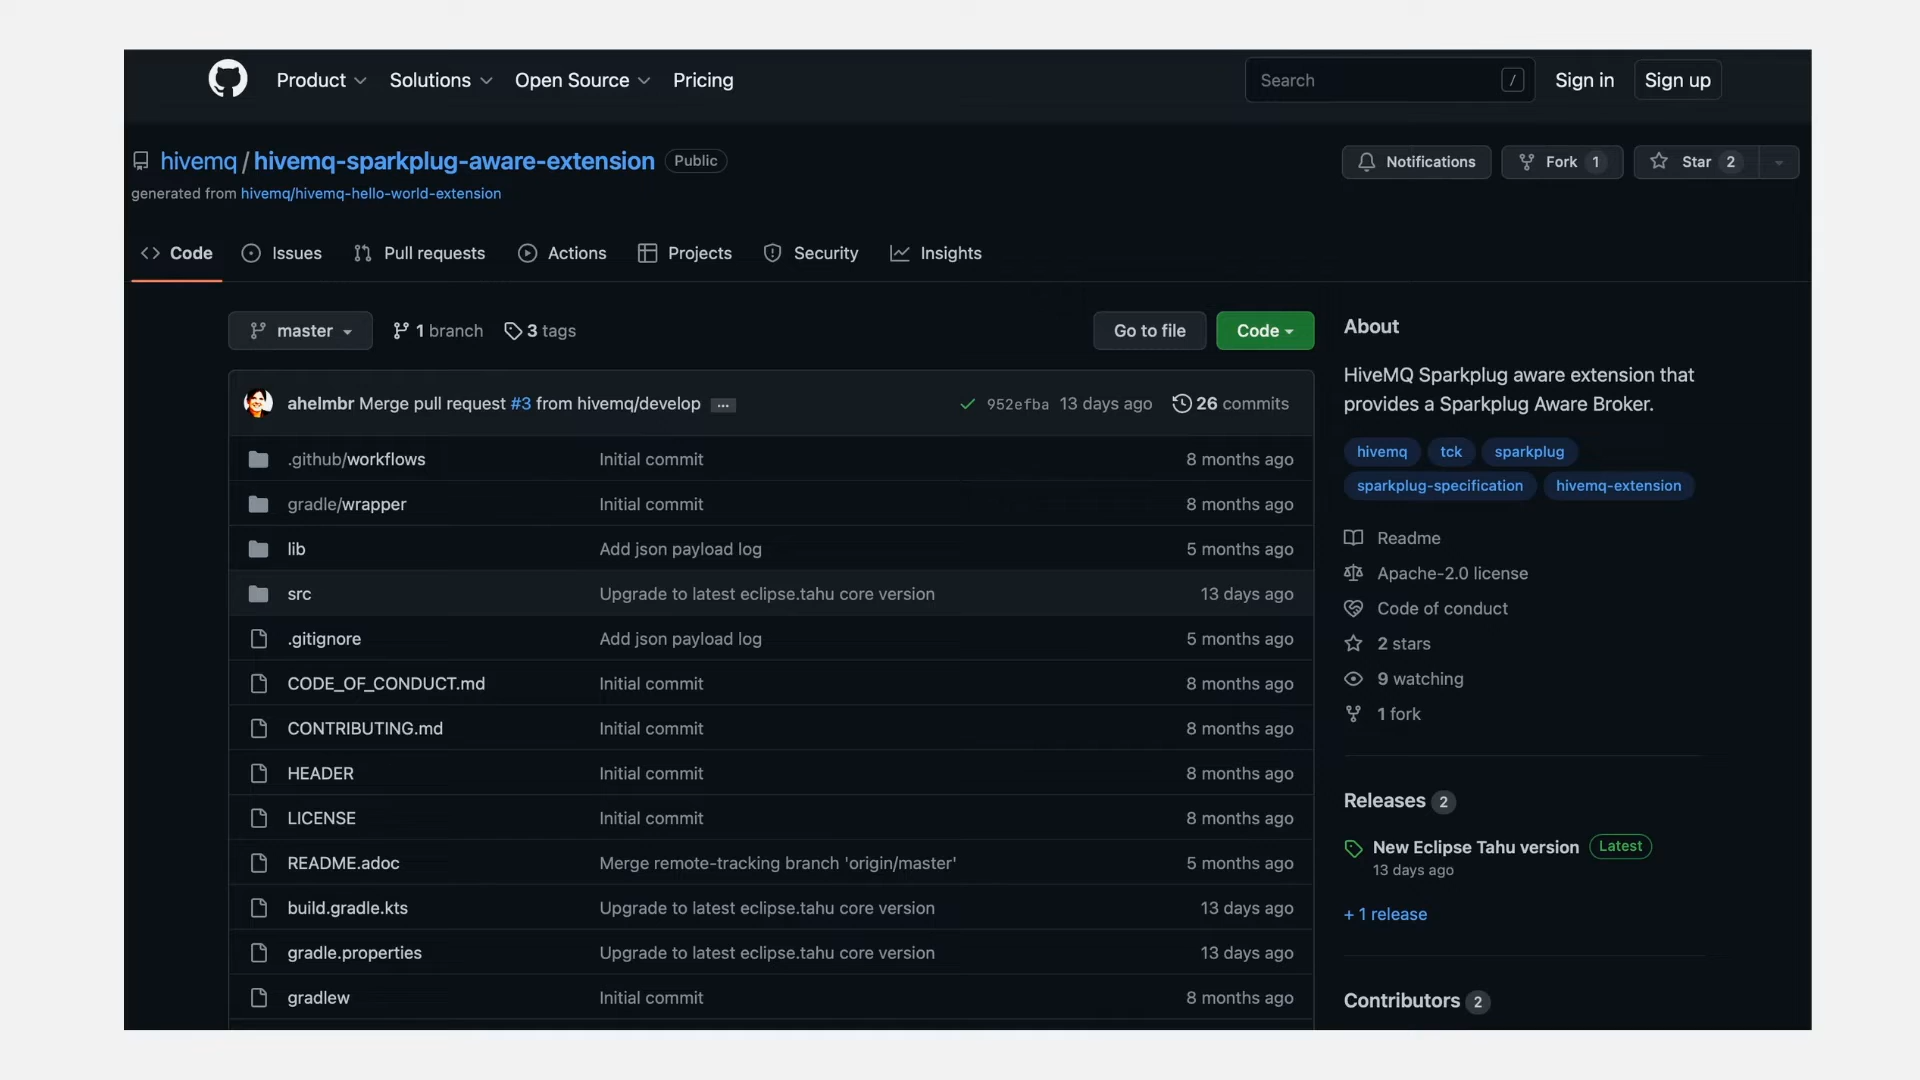 Product Solutions Open Source Pricing Search / Sign in Sign up
hivemq / hivemq-sparkplug-aware-extension Public Notifications Fork 1 Star 2
generated from hivemq/hivemq-hello-world-extension
Code Issues Pull requests Actions Projects Security Insights
master 1 branch 3 tags Go to file Code
ahelmbr Merge pull request #3 from hivemq/develop ... 952efba 13 days ago 26 commits
.github/workflows Initial commit 8 months ago
gradle/wrapper Initial commit 8 months ago
lib Add json payload log 5 months ago
src Upgrade to latest eclipse.tahu core version 13 days ago
.gitignore Add json payload log 5 months ago
CODE_OF_CONDUCT.md Initial commit 8 months ago
CONTRIBUTING.md Initial commit 8 months ago
HEADER Initial commit 8 months ago
LICENSE Initial commit 8 months ago
README.adoc Merge remote-tracking branch 'origin/master' 5 months ago
build.gradle.kts Upgrade to latest eclipse.tahu core version 13 days ago
gradle.properties Upgrade to latest eclipse.tahu core version 13 days ago
gradlew Initial commit 8 months ago
About
HiveMQ Sparkplug aware extension that
provides a Sparkplug Aware Broker.
hivemq tck sparkplug
sparkplug-specification hivemq-extension
Readme
Apache-2.0 license
Code of conduct
2 stars
9 watching
1 fork
Releases 2
New Eclipse Tahu version Latest
13 days ago
+ 1 release
Contributors 2